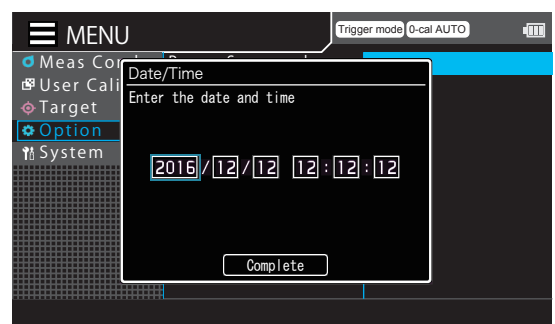 MENU
Trigger mode 0-cal AUTO
Meas
User Cali
Target
Option
System
Date/Time
Enter the date and time
2016/12/12 12:12:12
Complete